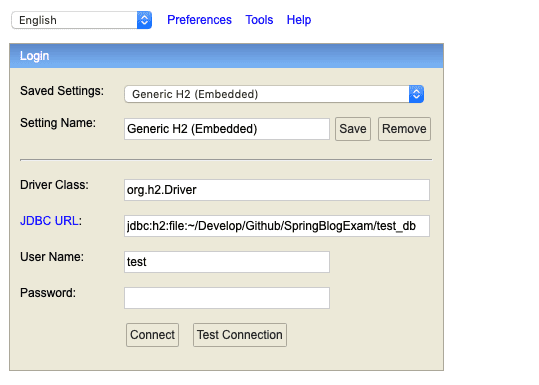 English Preferences Tools Help
Login
Saved Settings: Generic H2 (Embedded)
Setting Name: Generic H2 (Embedded) Save Remove
Driver Class: org.h2.Driver
JDBC URL: jdbc:h2:file:~/Develop/Github/SpringBlogExam/test_db
User Name: test
Password:
Connect Test Connection